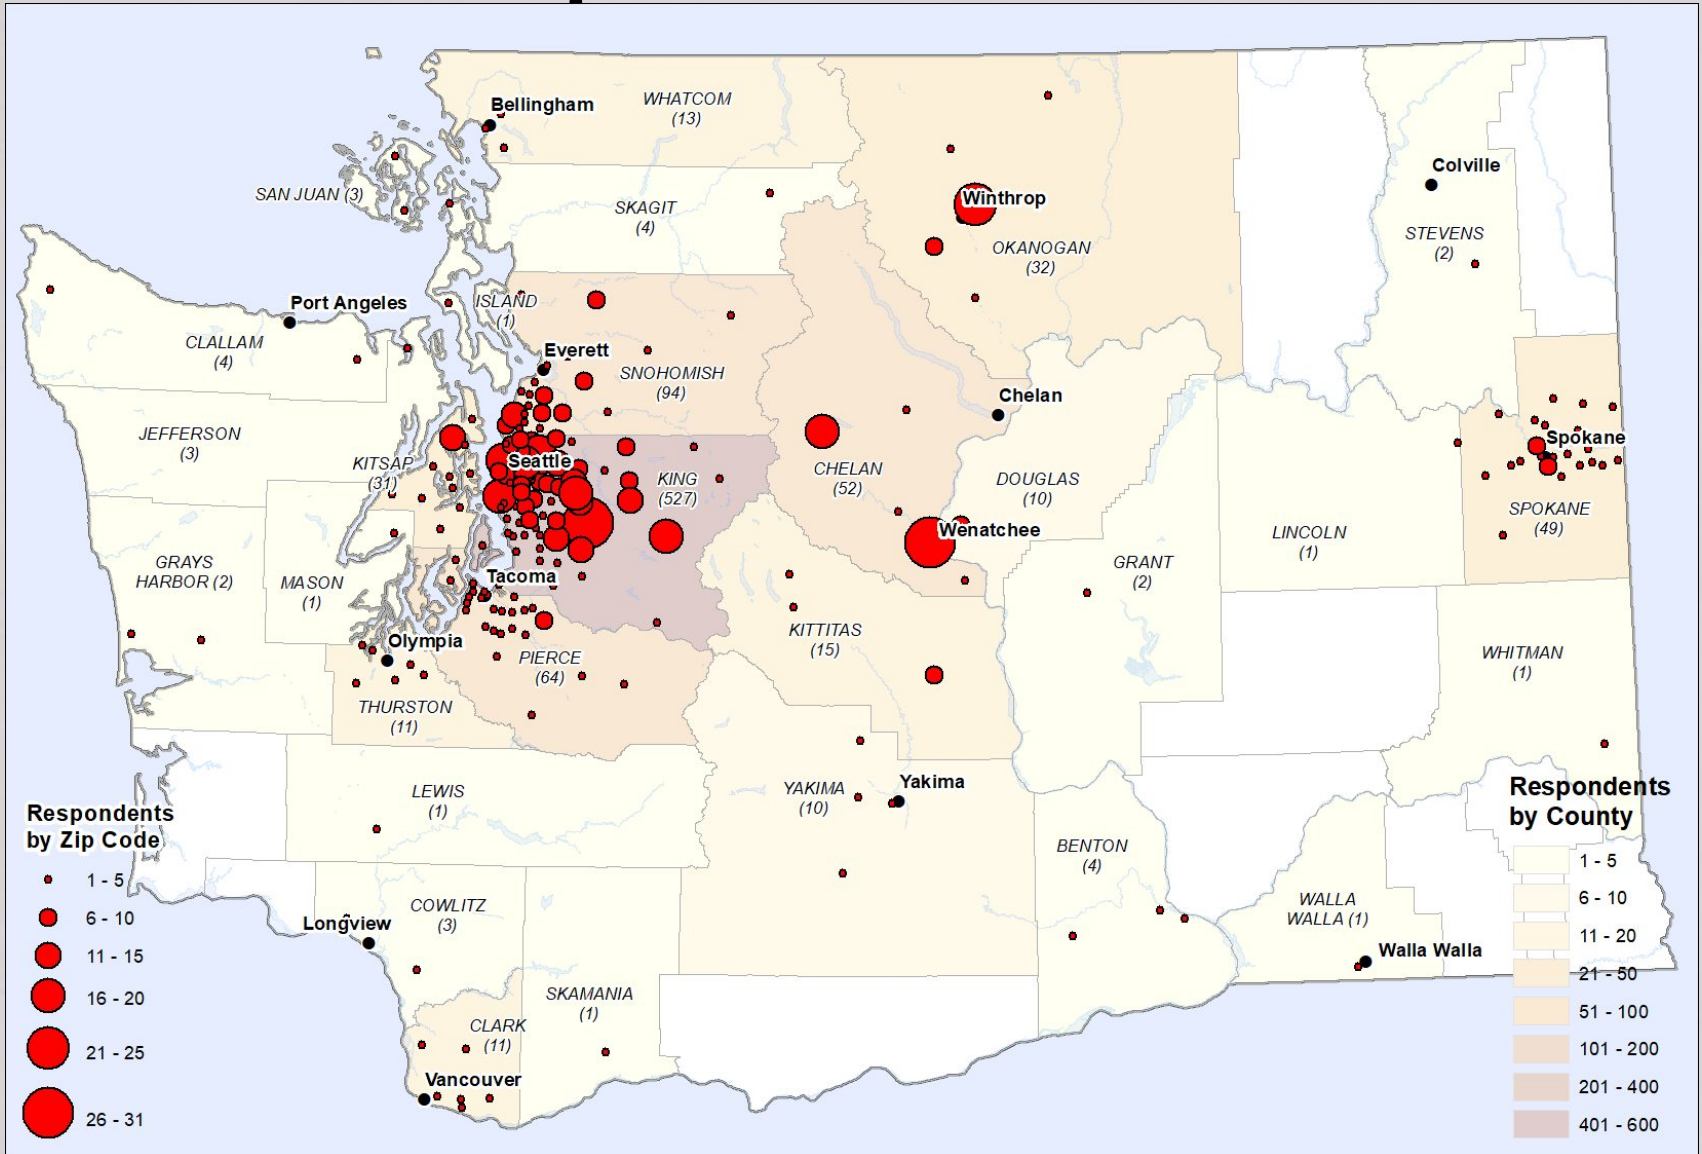 Bellingham
WHATCOM
(13)
SAN JUAN (3)
SKAGIT
(4)
Winthrop
OKANOGAN
(32)
Colville
STEVENS
(2)
Port Angeles
ISLAND
(1)
CLALLAM
(4)
Everett
SNOHOMISH
(94)
Chelan
JEFFERSON
(3)
KITSAP
(31)
Seattle
KING
(527)
CHELAN
(52)
DOUGLAS
(10)
Spokane
SPOKANE
(49)
Wenatchee
LINCOLN
(1)
GRANT
(2)
GRAYS
HARBOR (2)
MASON
(1)
Tacoma
Olympia
PIERCE
(64)
KITTITAS
(15)
WHITMAN
(1)
THURSTON
(11)
LEWIS
(1)
YAKIMA
(10)
Yakima
BENTON
(4)
COWLITZ
(3)
Longview
WALLA
WALLA (1)
Walla Walla
SKAMANIA
(1)
CLARK
(11)
Vancouver
Respondents
by Zip Code
1 - 5
6 - 10
11 - 15
16 - 20
21 - 25
26 - 31
Respondents
by County
1 - 5
6 - 10
11 - 20
21 - 50
51 - 100
101 - 200
201 - 400
401 - 600